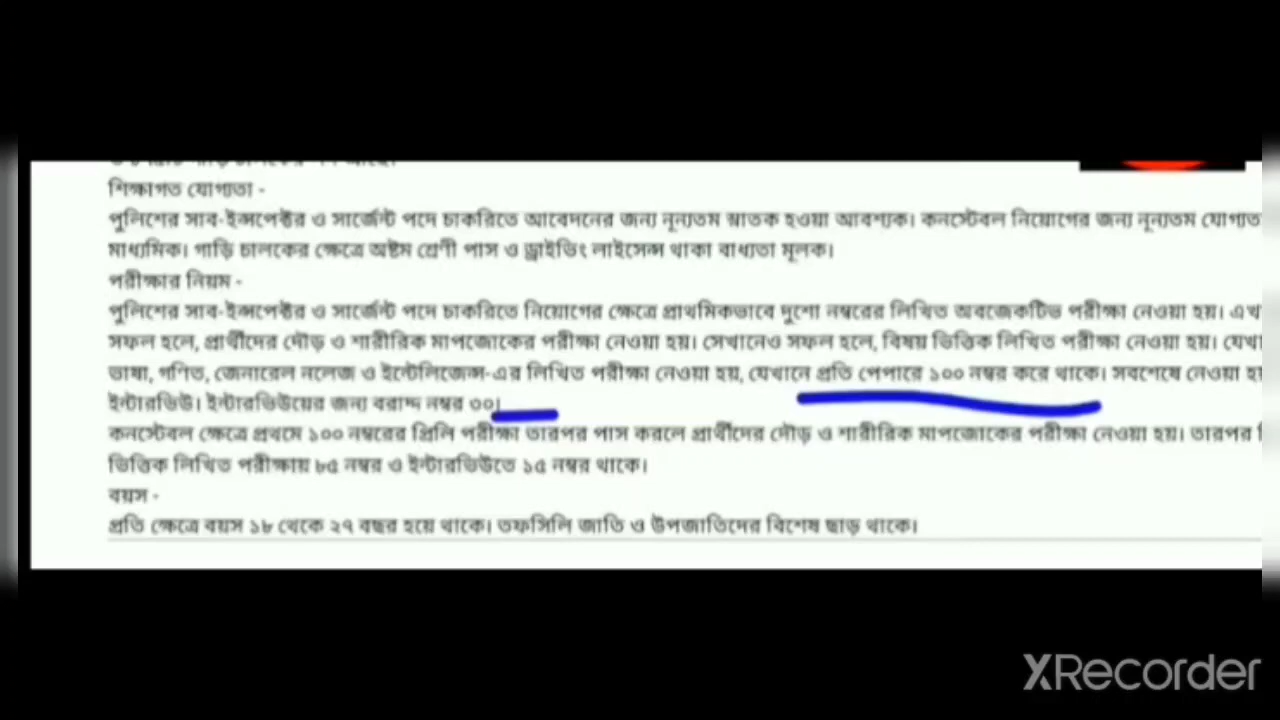 শিক্ষাগত যোগ্যতা -
পুলিশের সাব-ইন্সপেক্টর ও সার্জেন্ট পদে চাকরিতে আবেদনের জন্য নূন্যতম স্নাতক হওয়া আবশ্যক। কনস্টেবল নিয়োগের জন্য নূন্যতম
মাধ্যমিক। গাড়ি চালকের ক্ষেত্রে অষ্টম শ্রেণী পাস ও ড্রাইভিং লাইসেন্স থাকা বাধ্যতা মূলক।
পরীক্ষার নিয়ম -
পুলিশের সাব-ইন্সপেক্টর ও সার্জেন্ট পদে চাকরিতে নিয়োগের ক্ষেত্রে প্রাথমিকভাবে দুশো নম্বরের লিখিত অবজেকটিভ পরীক্ষা নেওয়া হয়।
সফল হলে, প্রার্থীদের দৌড় ও শারীরিক মাপজোকের পরীক্ষা নেওয়া হয়। সেখানেও সফল হলে, বিষয় ভিত্তিক লিখিত পরীক্ষা নেওয়া হয়।
ভাষা, গণিত, জেনারেল নলেজ ও ইন্টেলিজেন্স-এর লিখিত পরীক্ষা নেওয়া হয়, যেখানে প্রতি পেপারে ১০০ নম্বর করে থাকে। সবশেষে নেওয়া
ইন্টারভিউ। ইন্টারভিউয়ের জন্য বরাদ্দ নম্বর ৩০।
কনস্টেবল ক্ষেত্রে প্রথমে ১০০ নম্বরের প্রিলি পরীক্ষা তারপর পাস করলে প্রার্থীদের দৌড় ও শারীরিক মাপজোকের পরীক্ষা নেওয়া হয়। তারপর
ভিত্তিক লিখিত পরীক্ষায় ৮৫ নম্বর ও ইন্টারভিউতে ১৫ নম্বর থাকে।
বয়স -
প্রতি ক্ষেত্রে বয়স ১৮ থেকে ২৭ বছর হয়ে থাকে। তফসিলি জাতি ও উপজাতিদের বিশেষ ছাড় থাকে।
XRecorder